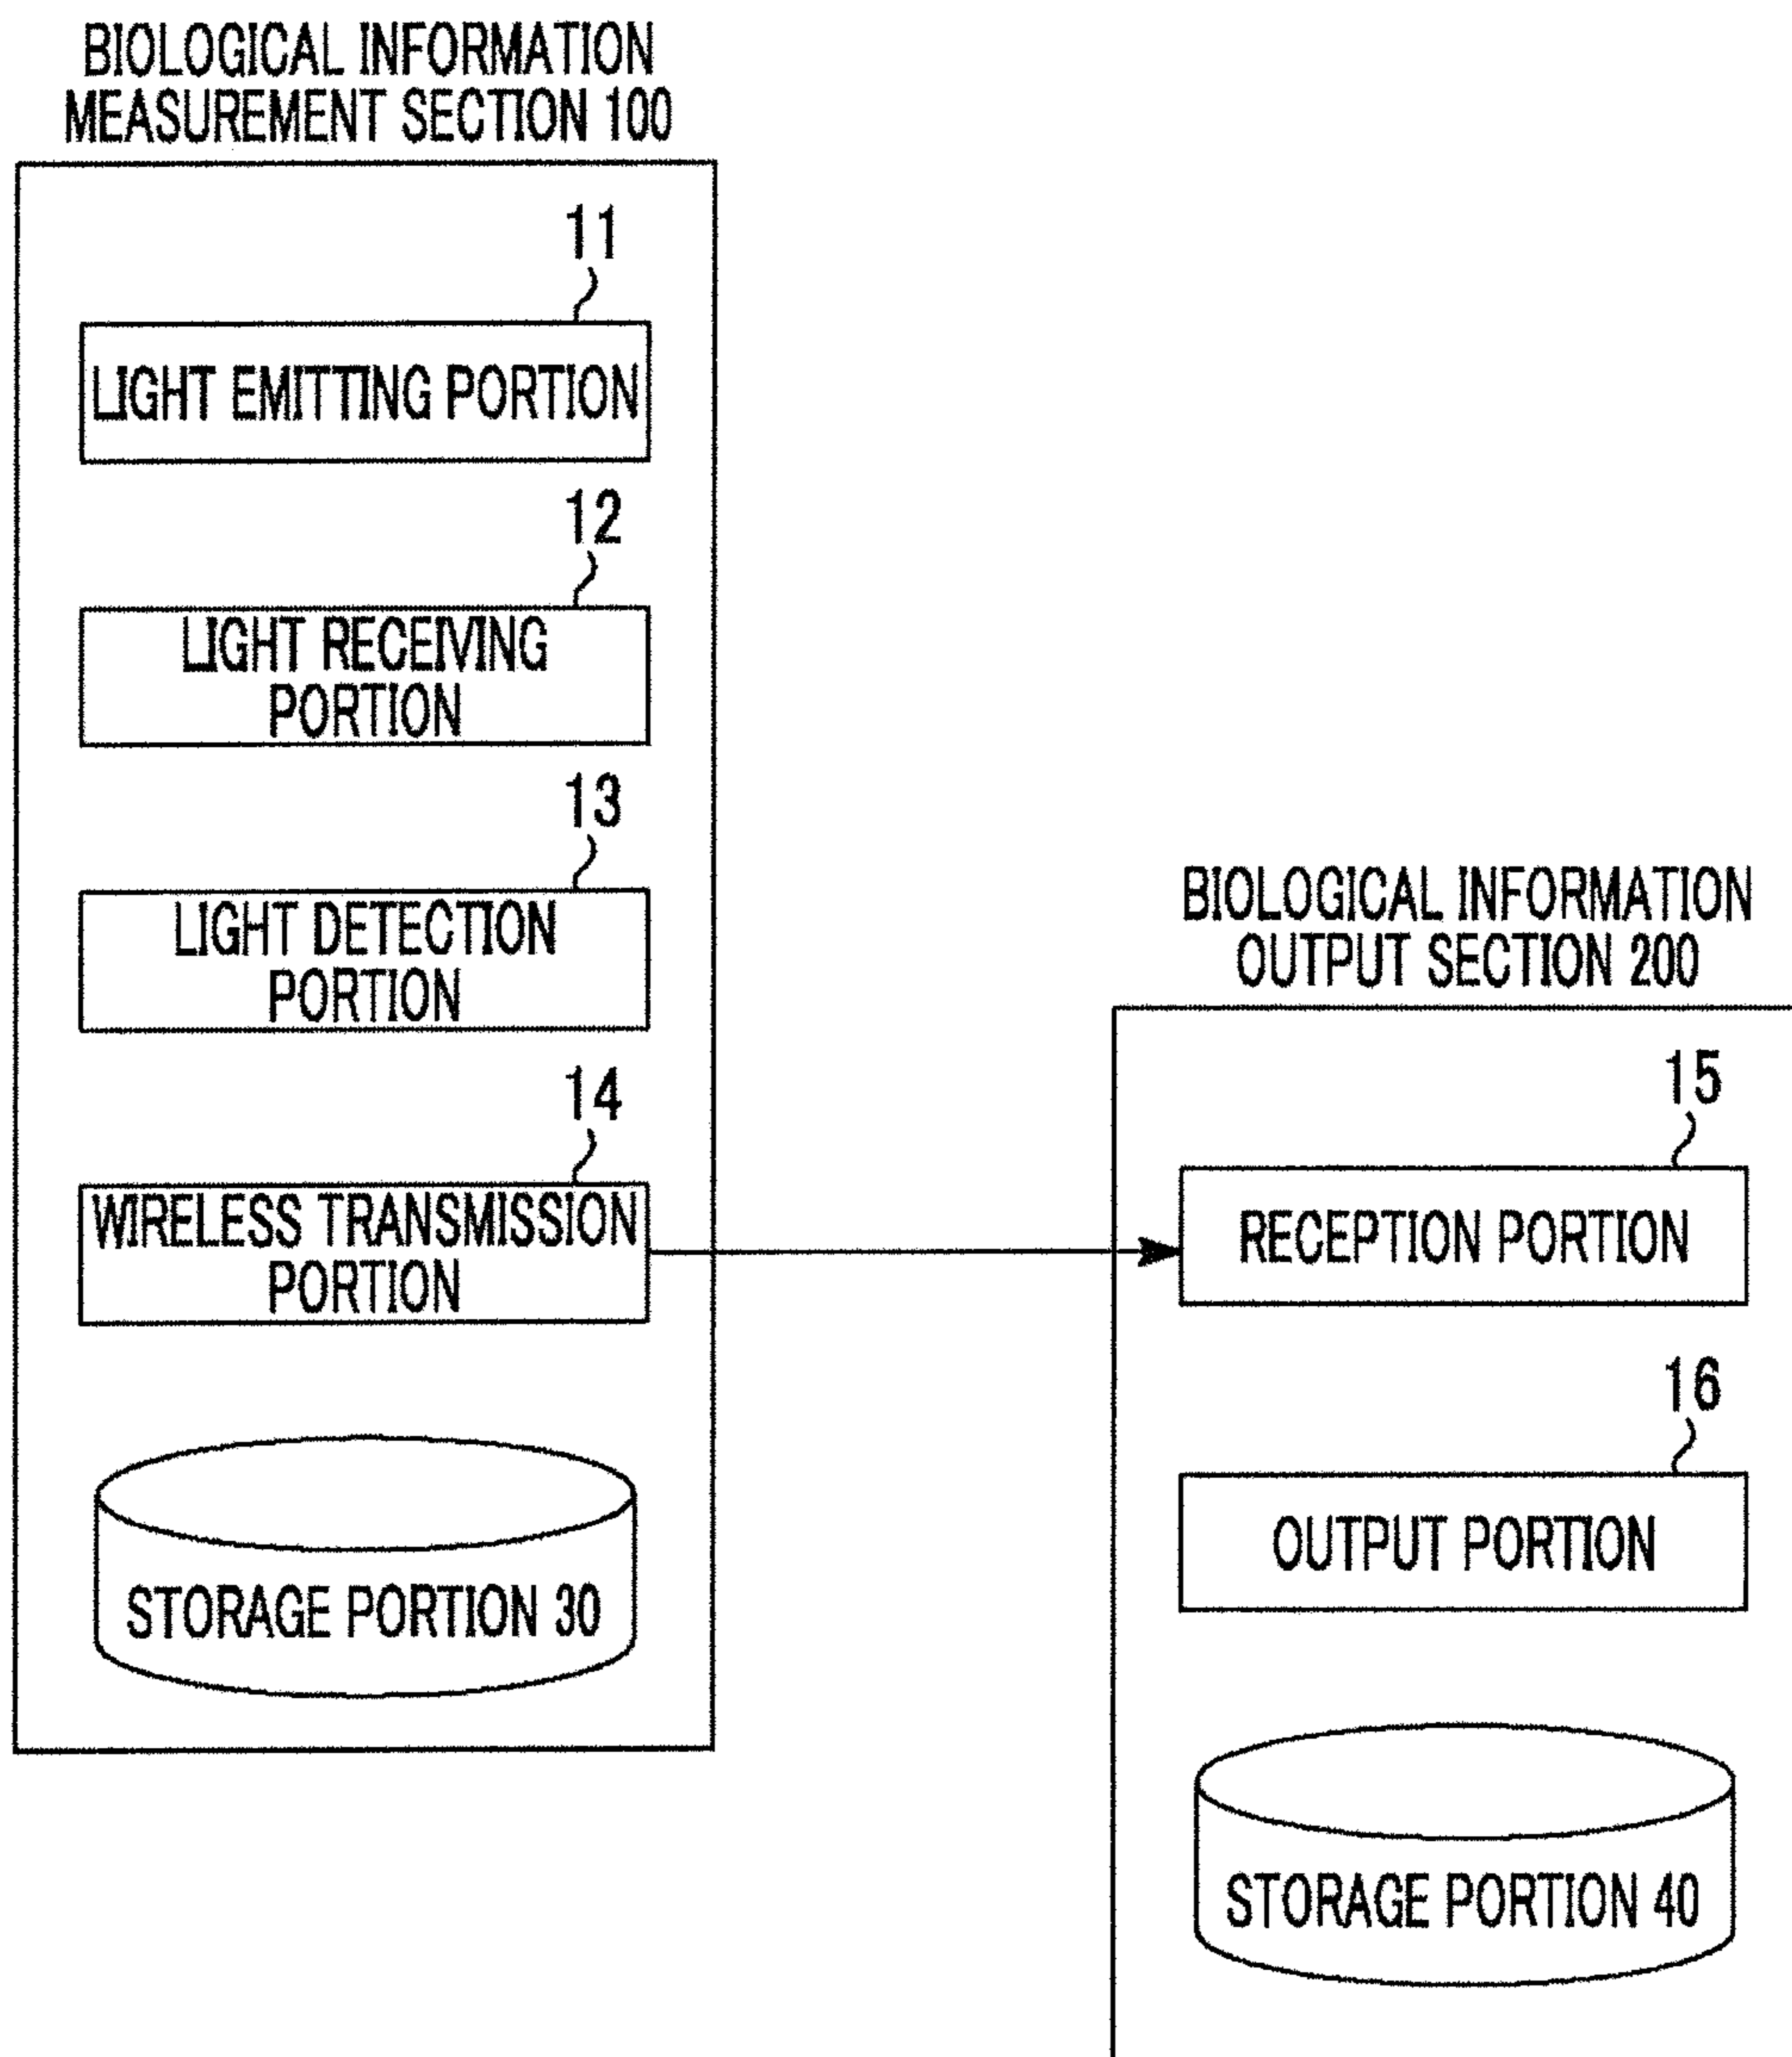 BIOLOGICAL INFORMATION
MEASUREMENT SECTION 100
11
LIGHT EMITTING PORTION
12
LIGHT RECEIVING
PORTION
13
LIGHT DETECTION
PORTION
14
WIRELESS TRANSMISSION
PORTION
STORAGE PORTION 30
BIOLOGICAL INFORMATION
OUTPUT SECTION 200
15
RECEPTION PORTION
16
OUTPUT PORTION
STORAGE PORTION 40